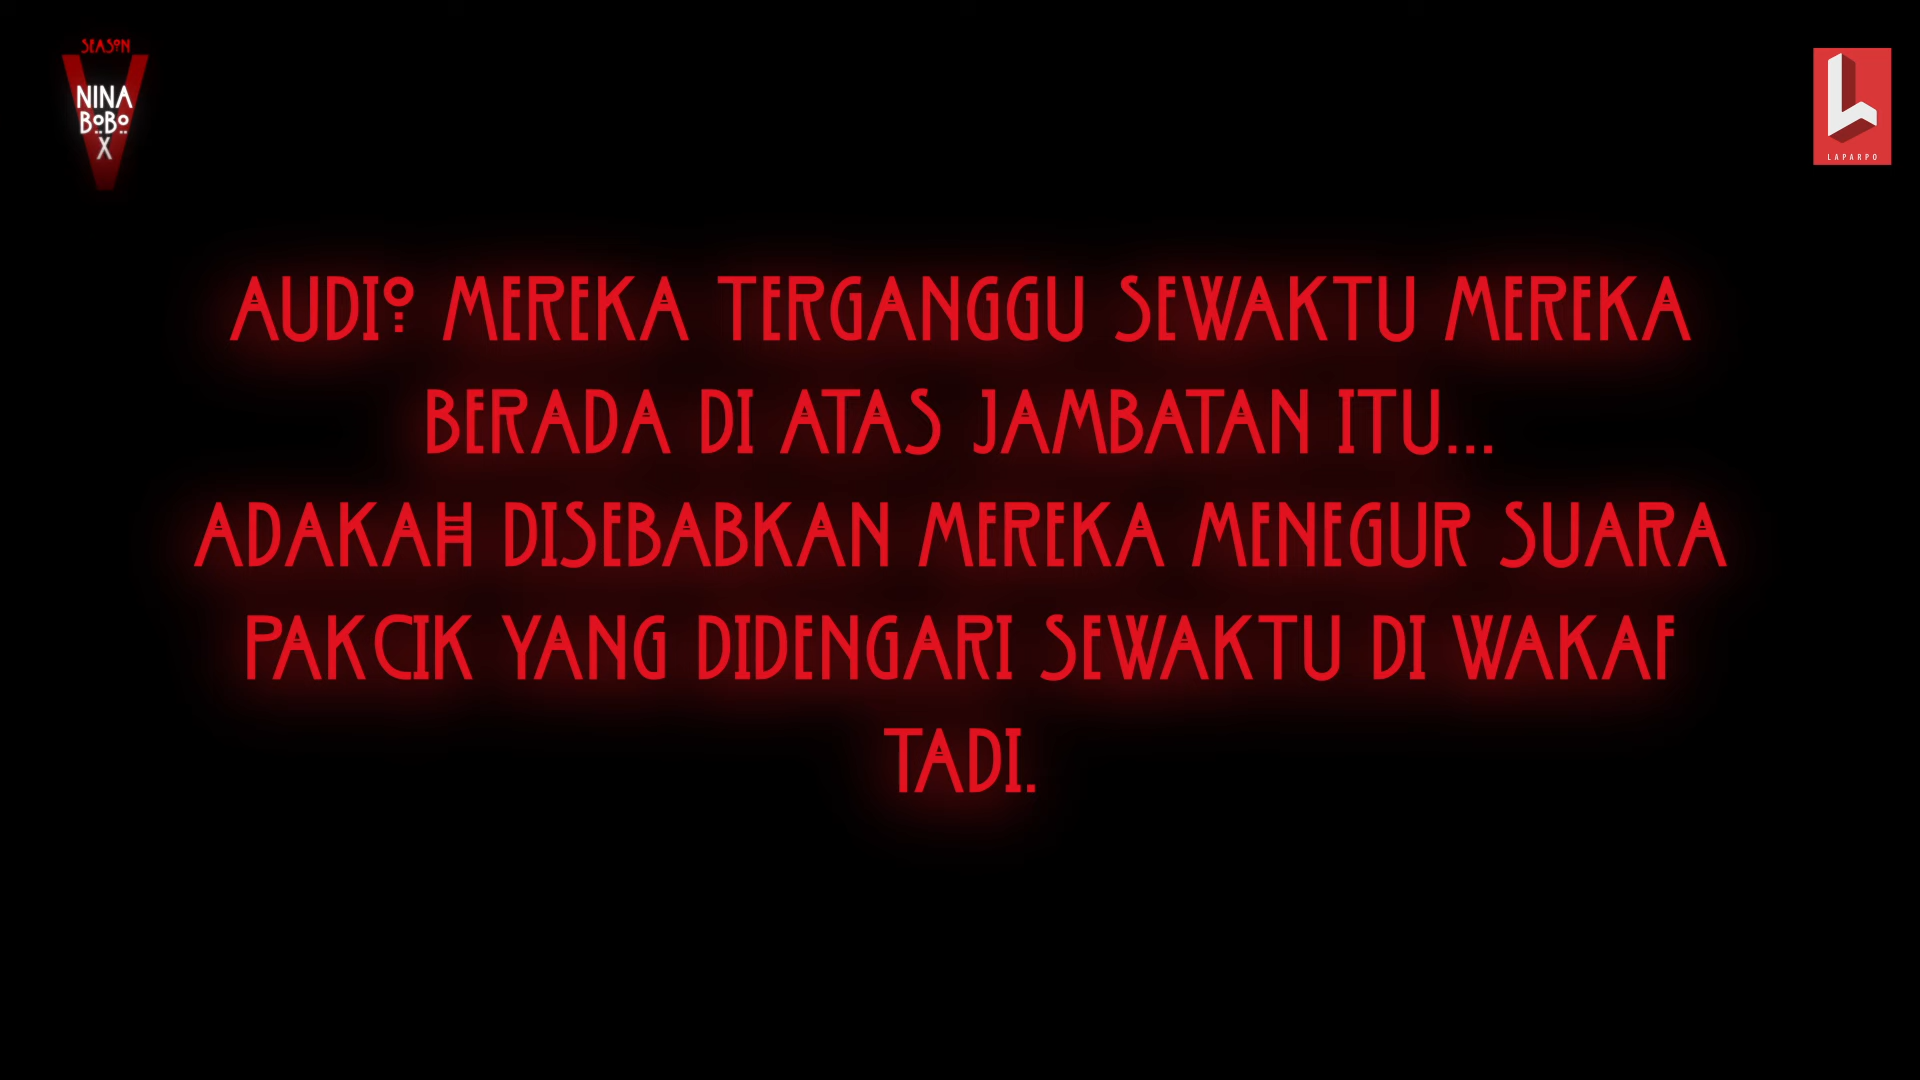 SEASON
V
NINA
BOBO
X
LAPARPO
AUDIO MEREKA TERGANGGU SEWAKTU MEREKA
BERADA DI ATAS JAMBATAN ITU...
ADAKAH DISEBABKAN MEREKA MENEGUR SUARA
PAKCIK YANG DIDENGARI SEWAKTU DI WAKAF
TADI.